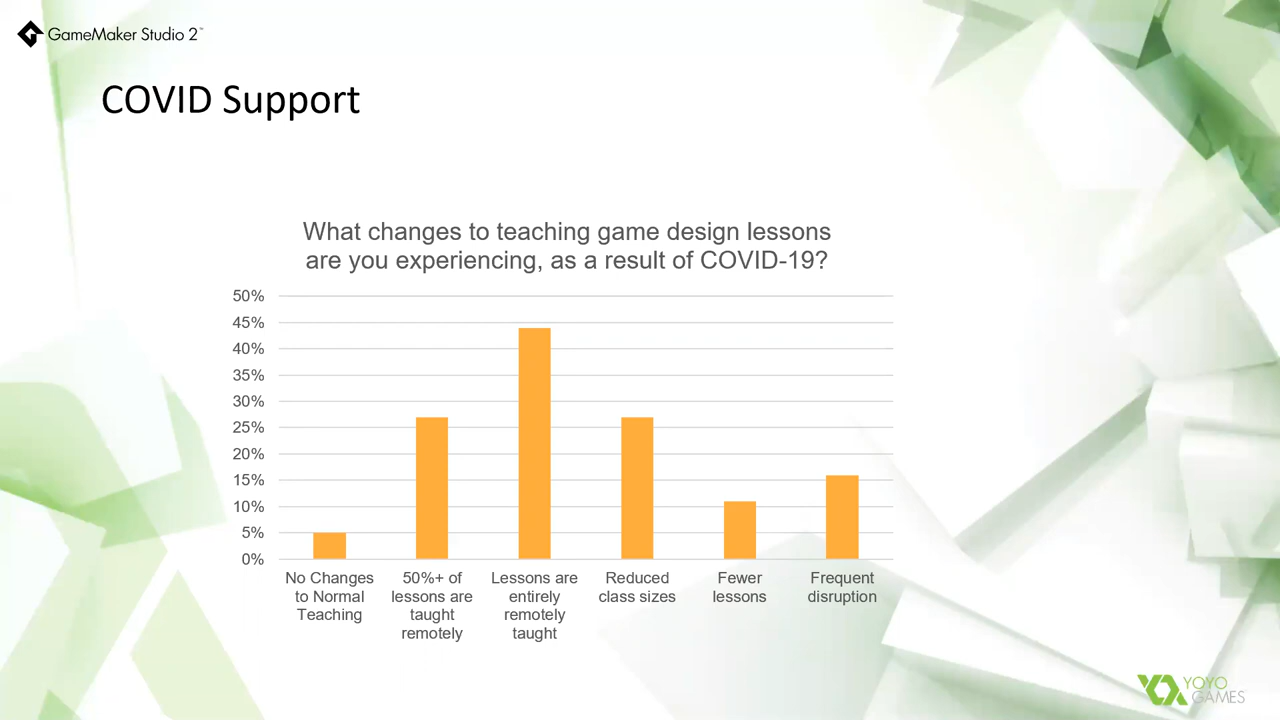 GameMaker Studio 2™
COVID Support
What changes to teaching game design lessons
are you experiencing, as a result of COVID-19?
50%
45%
40%
35%
30%
25%
20%
15%
10%
5%
0%
No Changes
to Normal
Teaching
50%+ of
lessons are
taught
remotely
Lessons are
entirely
remotely
taught
Reduced
class sizes
Fewer
lessons
Frequent
disruption
YOYO
GAMES